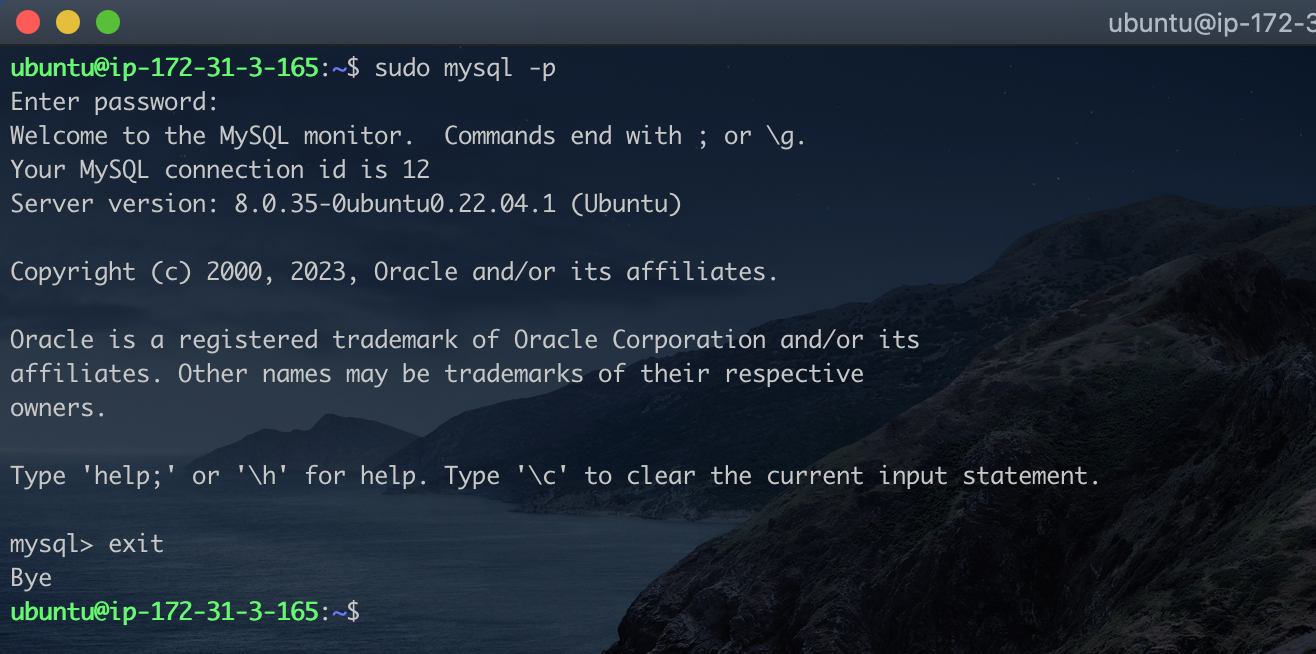 ubuntu@ip-172-3
ubuntu@ip-172-31-3-165:~$ sudo mysql -p
Enter password:
Welcome to the MySQL monitor.  Commands end with ; or \g.
Your MySQL connection id is 12
Server version: 8.0.35-0ubuntu0.22.04.1 (Ubuntu)

Copyright (c) 2000, 2023, Oracle and/or its affiliates.

Oracle is a registered trademark of Oracle Corporation and/or its
affiliates. Other names may be trademarks of their respective
owners.

Type 'help;' or '\h' for help. Type '\c' to clear the current input statement.

mysql> exit
Bye
ubuntu@ip-172-31-3-165:~$